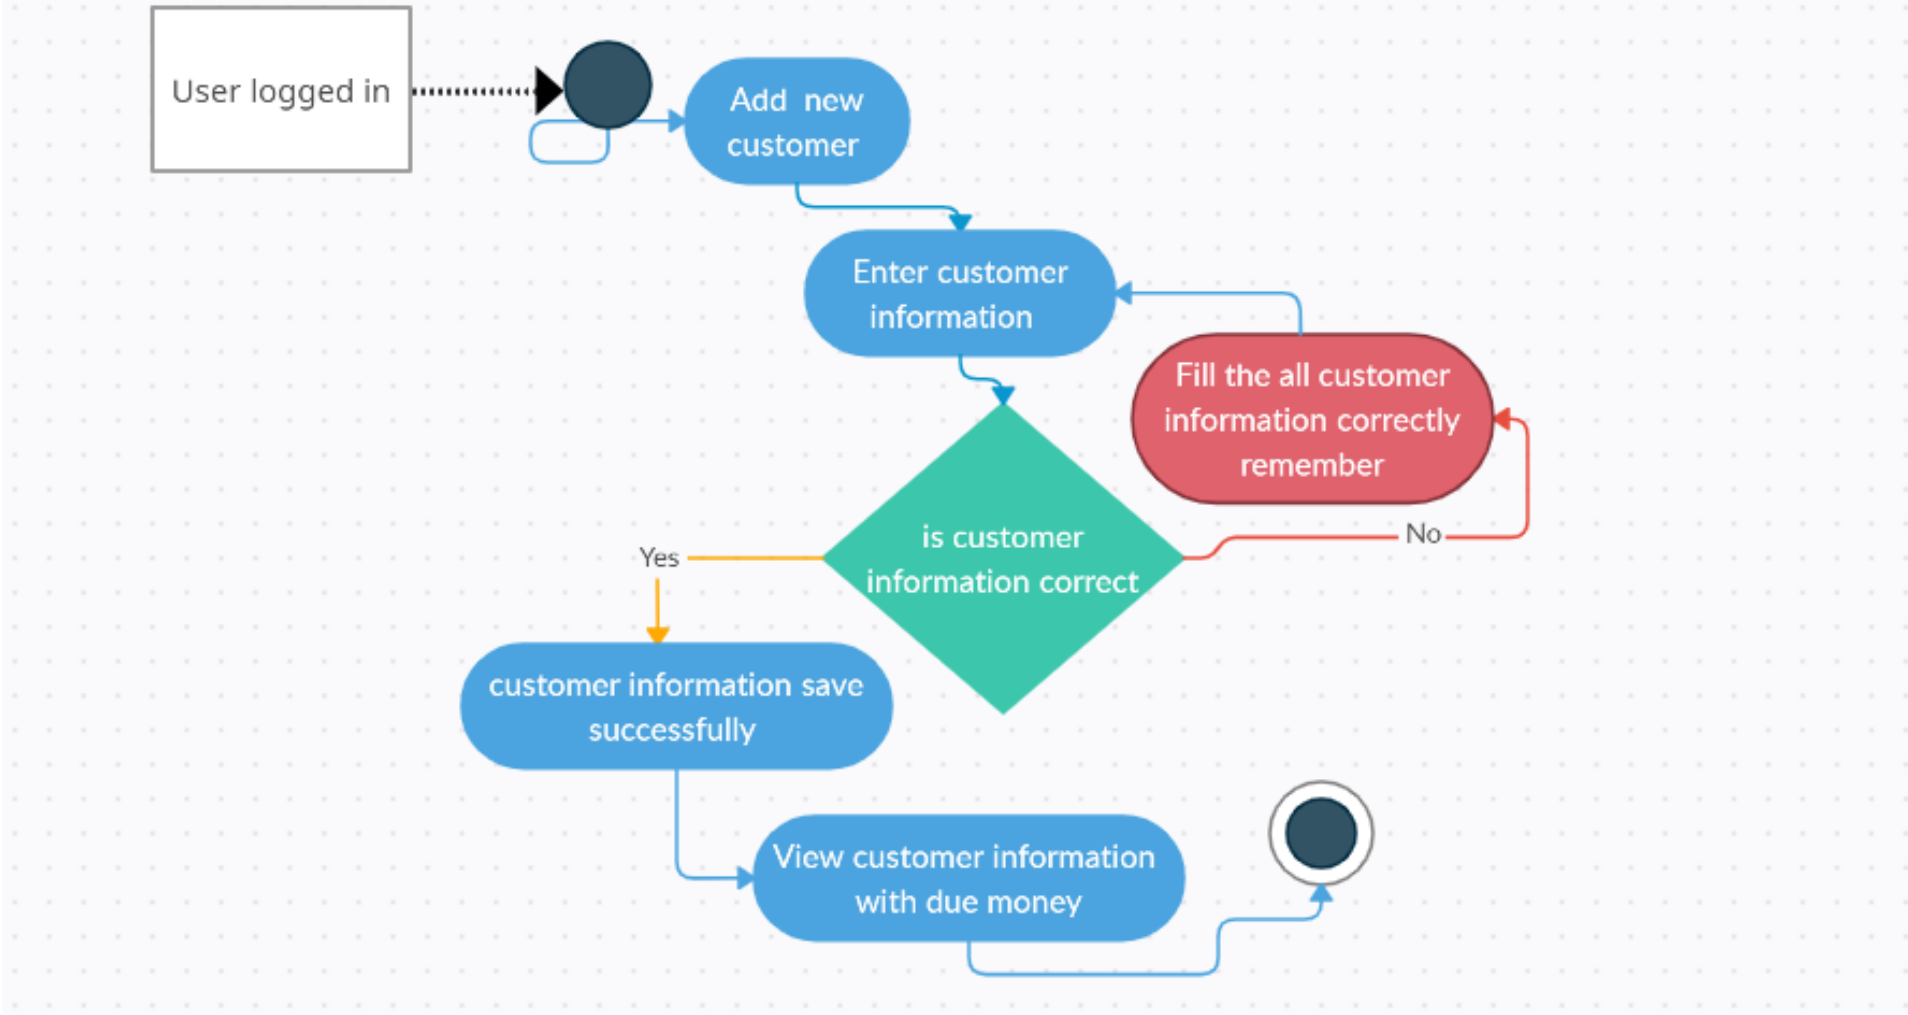 User logged in
Add new
customer
Enter customer
information
Fill the all customer
information correctly
remember
No
is customer
information correct
Yes
customer information save
successfully
View customer information
with due money